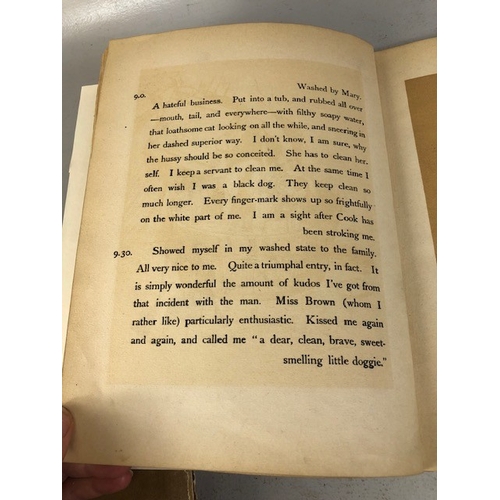 9.0. Washed by Mary.
A hateful business. Put into a tub, and rubbed all over
—mouth, tail, and everywhere—with filthy soapy water,
that loathsome cat looking on all the while, and sneering in
her dashed superior way. I don't know, I am sure, why
the hussy should be so conceited. She has to clean her-
self. I keep a servant to clean me. At the same time I
often wish I was a black dog. They keep clean so
much longer. Every finger-mark shows up so frightfully
on the white part of me. I am a sight after Cook has
been stroking me.
9.30. Showed myself in my washed state to the family.
All very nice to me. Quite a triumphal entry, in fact. It
is simply wonderful the amount of kudos I've got from
that incident with the man. Miss Brown (whom I
rather like) particularly enthusiastic. Kissed me again
and again, and called me "a dear, clean, brave, sweet-
smelling little doggie."